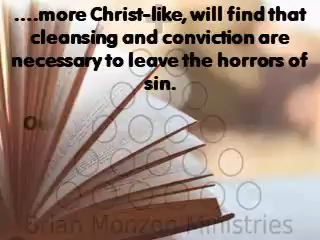 ....more Christ-like, will find that
cleansing and conviction are
necessary to leave the horrors of
sin.
Brian Monzon Ministries